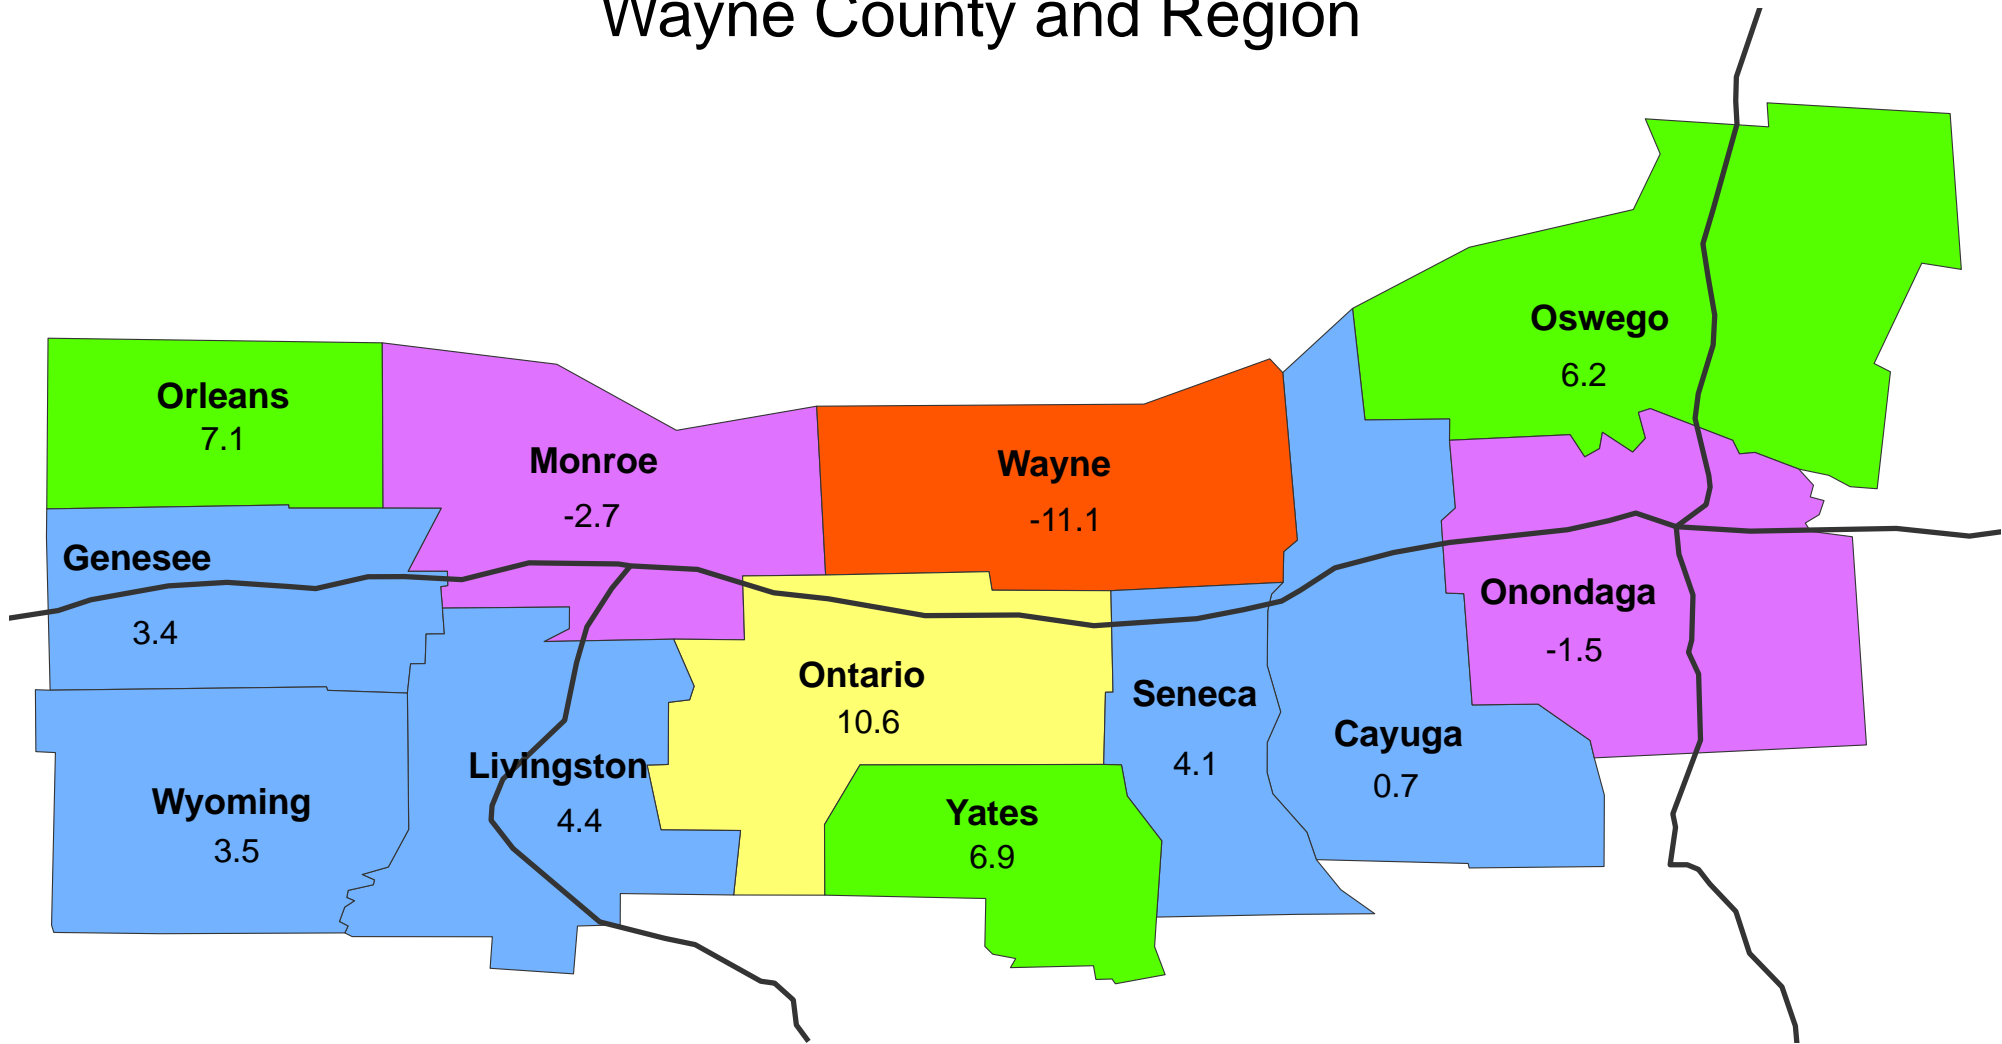 Wayne County and Region
Oswego
6.2
Orleans
7.1
Monroe
-2.7
Wayne
-11.1
Genesee
3.4
Onondaga
-1.5
Ontario
10.6
Seneca
4.1
Cayuga
0.7
Livingston
4.4
Wyoming
3.5
Yates
6.9